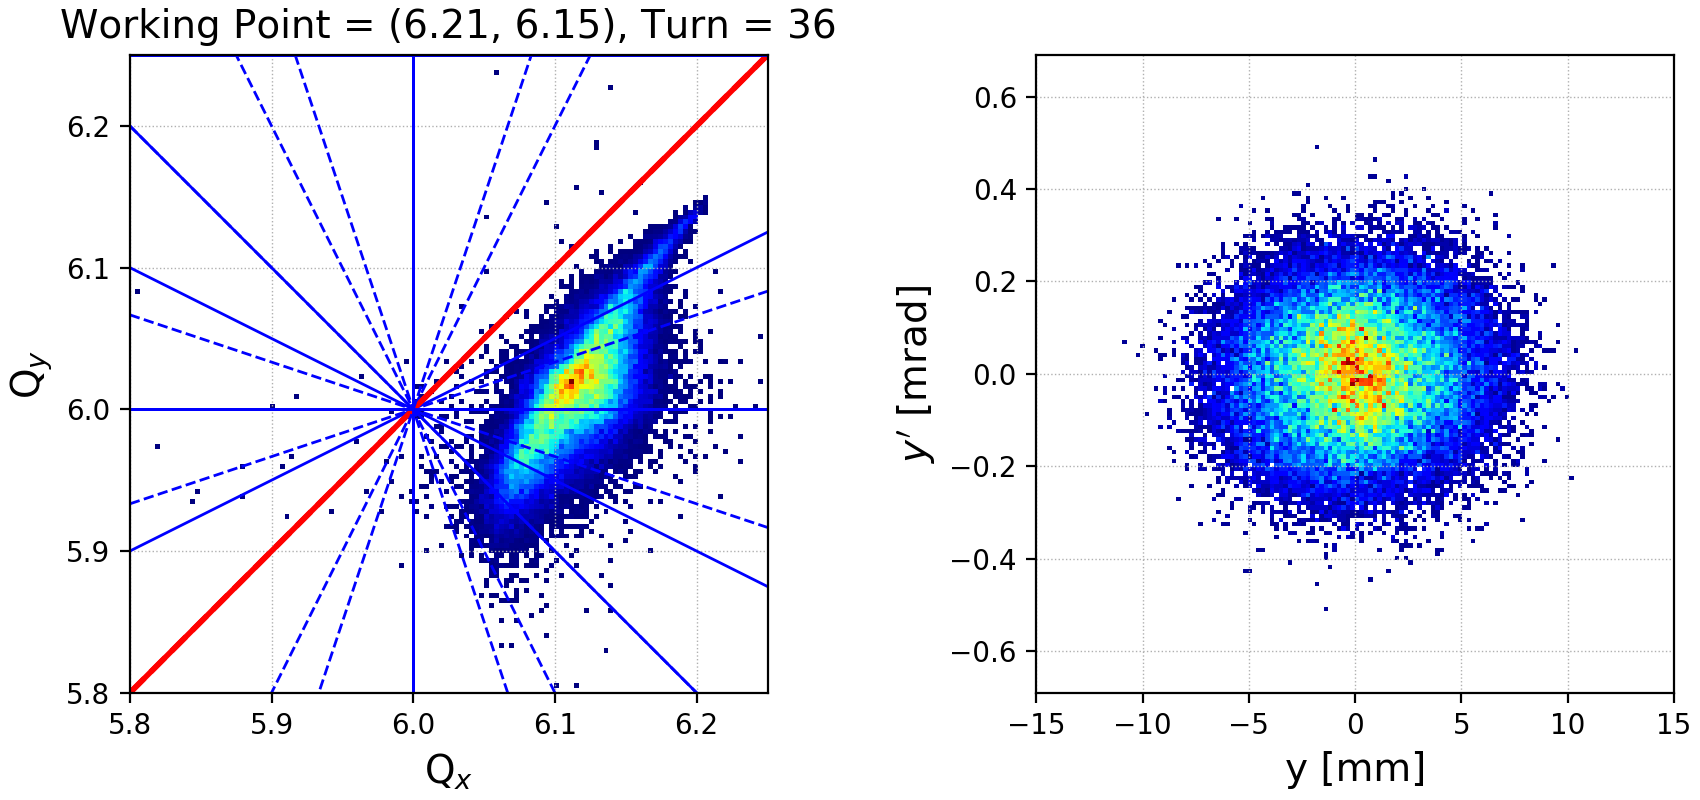 Working Point = (6.21, 6.15), Turn = 36
6.2
6.1
6.0
5.9
5.8
Q_y
5.8 5.9 6.0 6.1 6.2
Q_x
0.6
0.4
0.2
0.0
−0.2
−0.4
−0.6
y′ [mrad]
−15 −10 −5 0 5 10 15
y [mm]